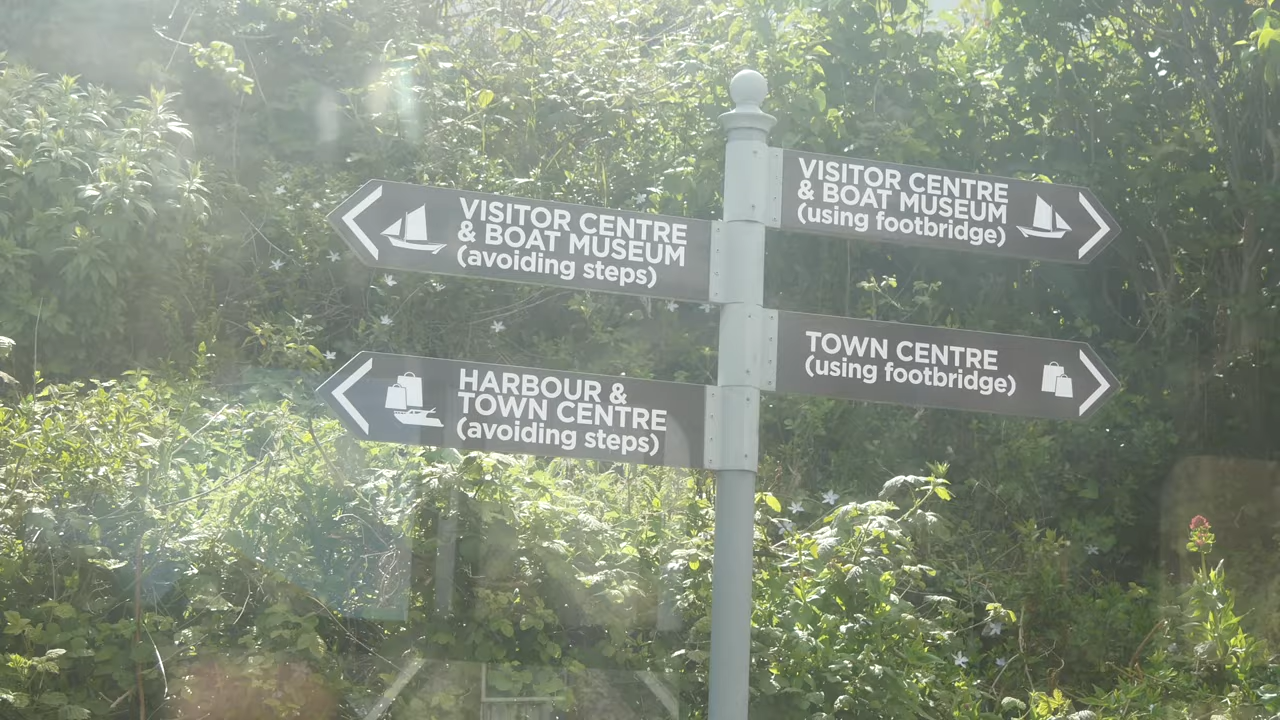 VISITOR CENTRE
& BOAT MUSEUM
(avoiding steps)
HARBOUR &
TOWN CENTRE
(avoiding steps)
VISITOR CENTRE
& BOAT MUSEUM
(using footbridge)
TOWN CENTRE
(using footbridge)